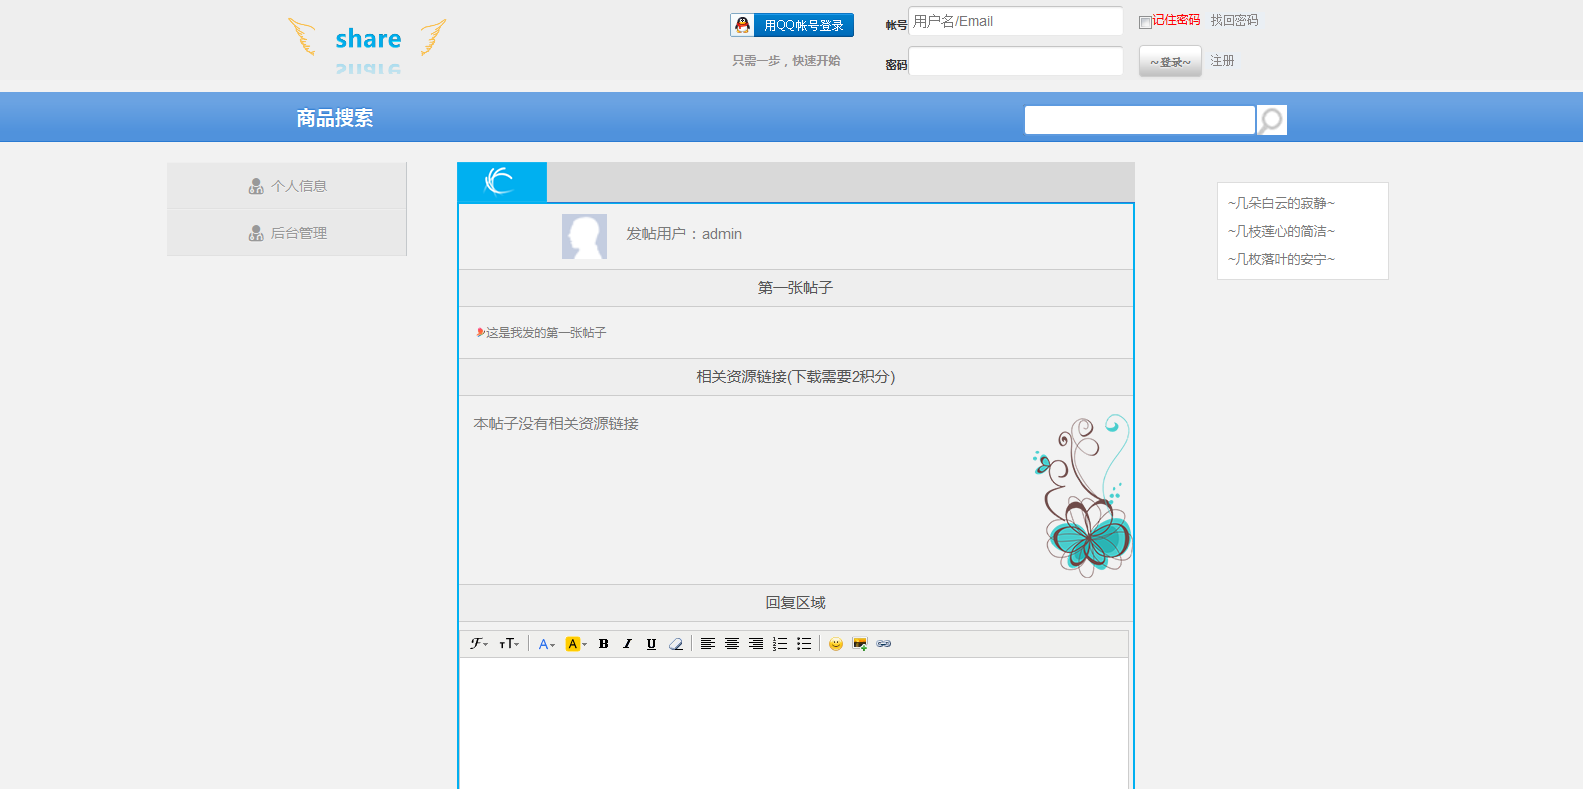 share
用QQ帐号登录
只需一步，快速开始
帐号 用户名/Email
密码
记住密码 找回密码
~登录~ 注册
商品搜索
个人信息
后台管理
发帖用户：admin
第一张帖子
这是我发的第一张帖子
相关资源链接(下载需要2积分)
本帖子没有相关资源链接
回复区域
~几朵白云的寂静~
~几枝莲心的简洁~
~几枚落叶的安宁~